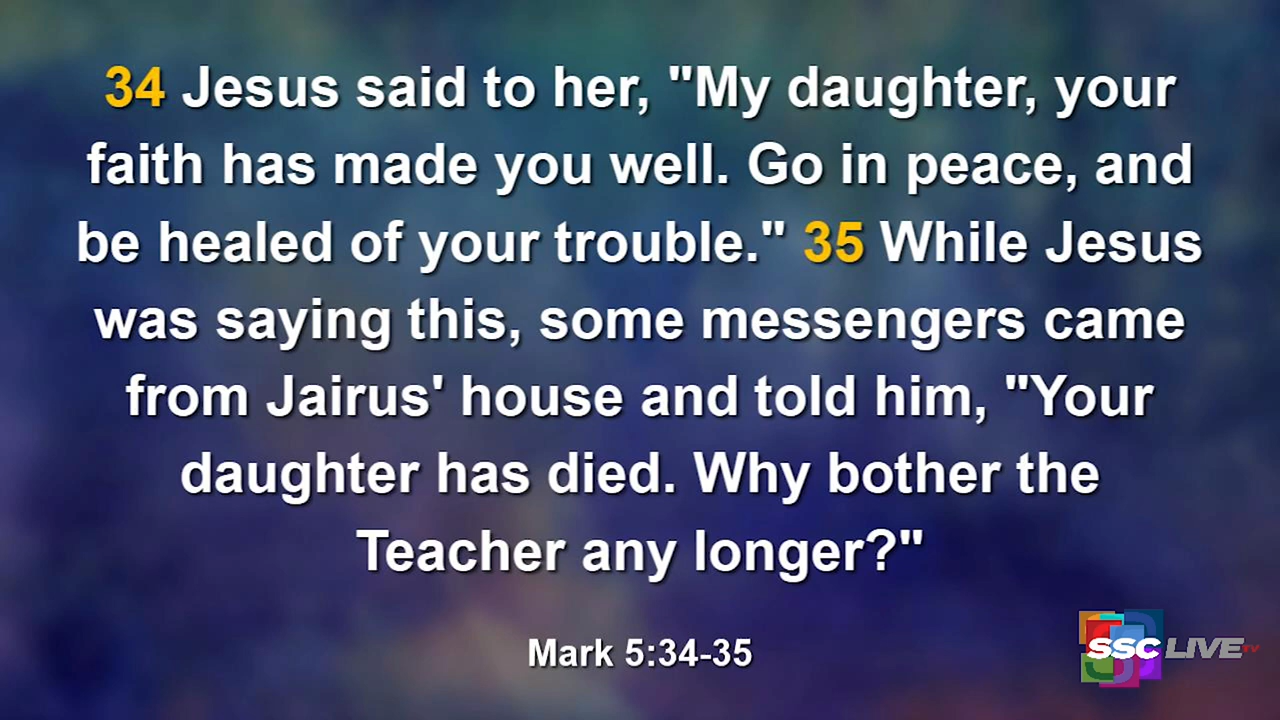 34 Jesus said to her, "My daughter, your
faith has made you well. Go in peace, and
be healed of your trouble." 35 While Jesus
was saying this, some messengers came
from Jairus' house and told him, "Your
daughter has died. Why bother the
Teacher any longer?"
Mark 5:34-35
SSC LIVE TV